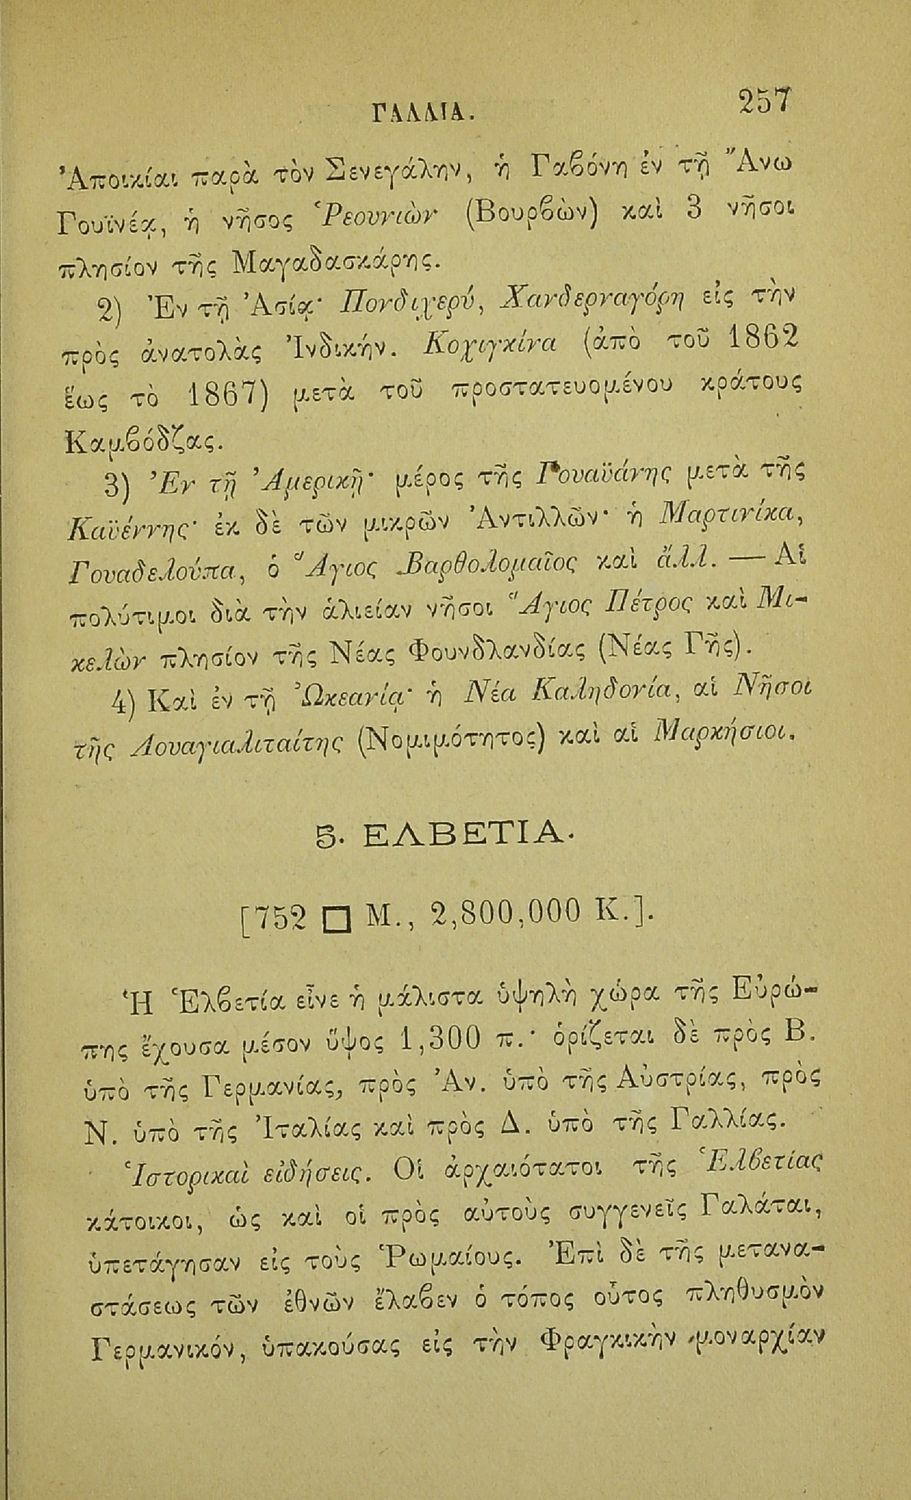 ΓΑΛΛΙΑ. 257
Ἀποικίαι παρὰ τὸν Σενεγάλην, ἡ Γαβόνη ἐν τῇ Ἄνω
Γουϊνέᾳ, ἡ νῆσος Ῥεουνιὼν (Βουρβὼν) καὶ 3 νῆσοι
πλησίον τῆς Μαγαδασκάρης.
2) Ἐν τῇ Ἀσίᾳ· Πονδιχερύ, Χανδερναγόρη εἰς τὴν
πρὸς ἀνατολὰς Ἰνδικήν. Κοχιγκίνα (ἀπὸ τοῦ 1862
ἕως τὸ 1867) μετὰ τοῦ προστατευομένου κράτους
Καμβόδζας.
3) Ἐν τῇ Ἀμερικῇ· μέρος τῆς Γουαϋάνης μετὰ τῆς
Καϋέννης· ἐκ δὲ τῶν μικρῶν Ἀντιλλῶν· ἡ Μαρτινίκα,
Γουαδελούπα, ὁ Ἅγιος Βαρθολομαῖος καὶ ἄλλ. — Αἱ
πολύτιμοι διὰ τὴν ἁλιείαν νῆσοι Ἅγιος Πέτρος καὶ Μι-
κελὼν πλησίον τῆς Νέας Φουνδλανδίας (Νέας Γῆς).
4) Καὶ ἐν τῇ Ὠκεανίᾳ· ἡ Νέα Καληδονία, αἱ Νῆσοι
τῆς Λουαγιαλιταίτης (Νομιμότητος) καὶ αἱ Μαρκήσιοι.
5. ΕΛΒΕΤΙΑ.
[752 □ Μ., 2,800,000 Κ.].
Ἡ Ἑλβετία εἶνε ἡ μάλιστα ὑψηλὴ χώρα τῆς Εὐρώ-
πης ἔχουσα μέσον ὕψος 1,300 π.· ὁρίζεται δὲ πρὸς Β.
ὑπὸ τῆς Γερμανίας, πρὸς Ἀν. ὑπὸ τῆς Αὐστρίας, πρὸς
Ν. ὑπὸ τῆς Ἰταλίας καὶ πρὸς Δ. ὑπὸ τῆς Γαλλίας.
Ἱστορικαὶ εἰδήσεις. Οἱ ἀρχαιότατοι τῆς Ἑλβετίας
κάτοικοι, ὡς καὶ οἱ πρὸς αὐτοὺς συγγενεῖς Γαλάται,
ὑπετάγησαν εἰς τοὺς Ῥωμαίους. Ἐπὶ δὲ τῆς μετανα-
στάσεως τῶν ἐθνῶν ἔλαβεν ὁ τόπος οὗτος πληθυσμὸν
Γερμανικόν, ὑπακούσας εἰς τὴν Φραγκικὴν μοναρχίαν